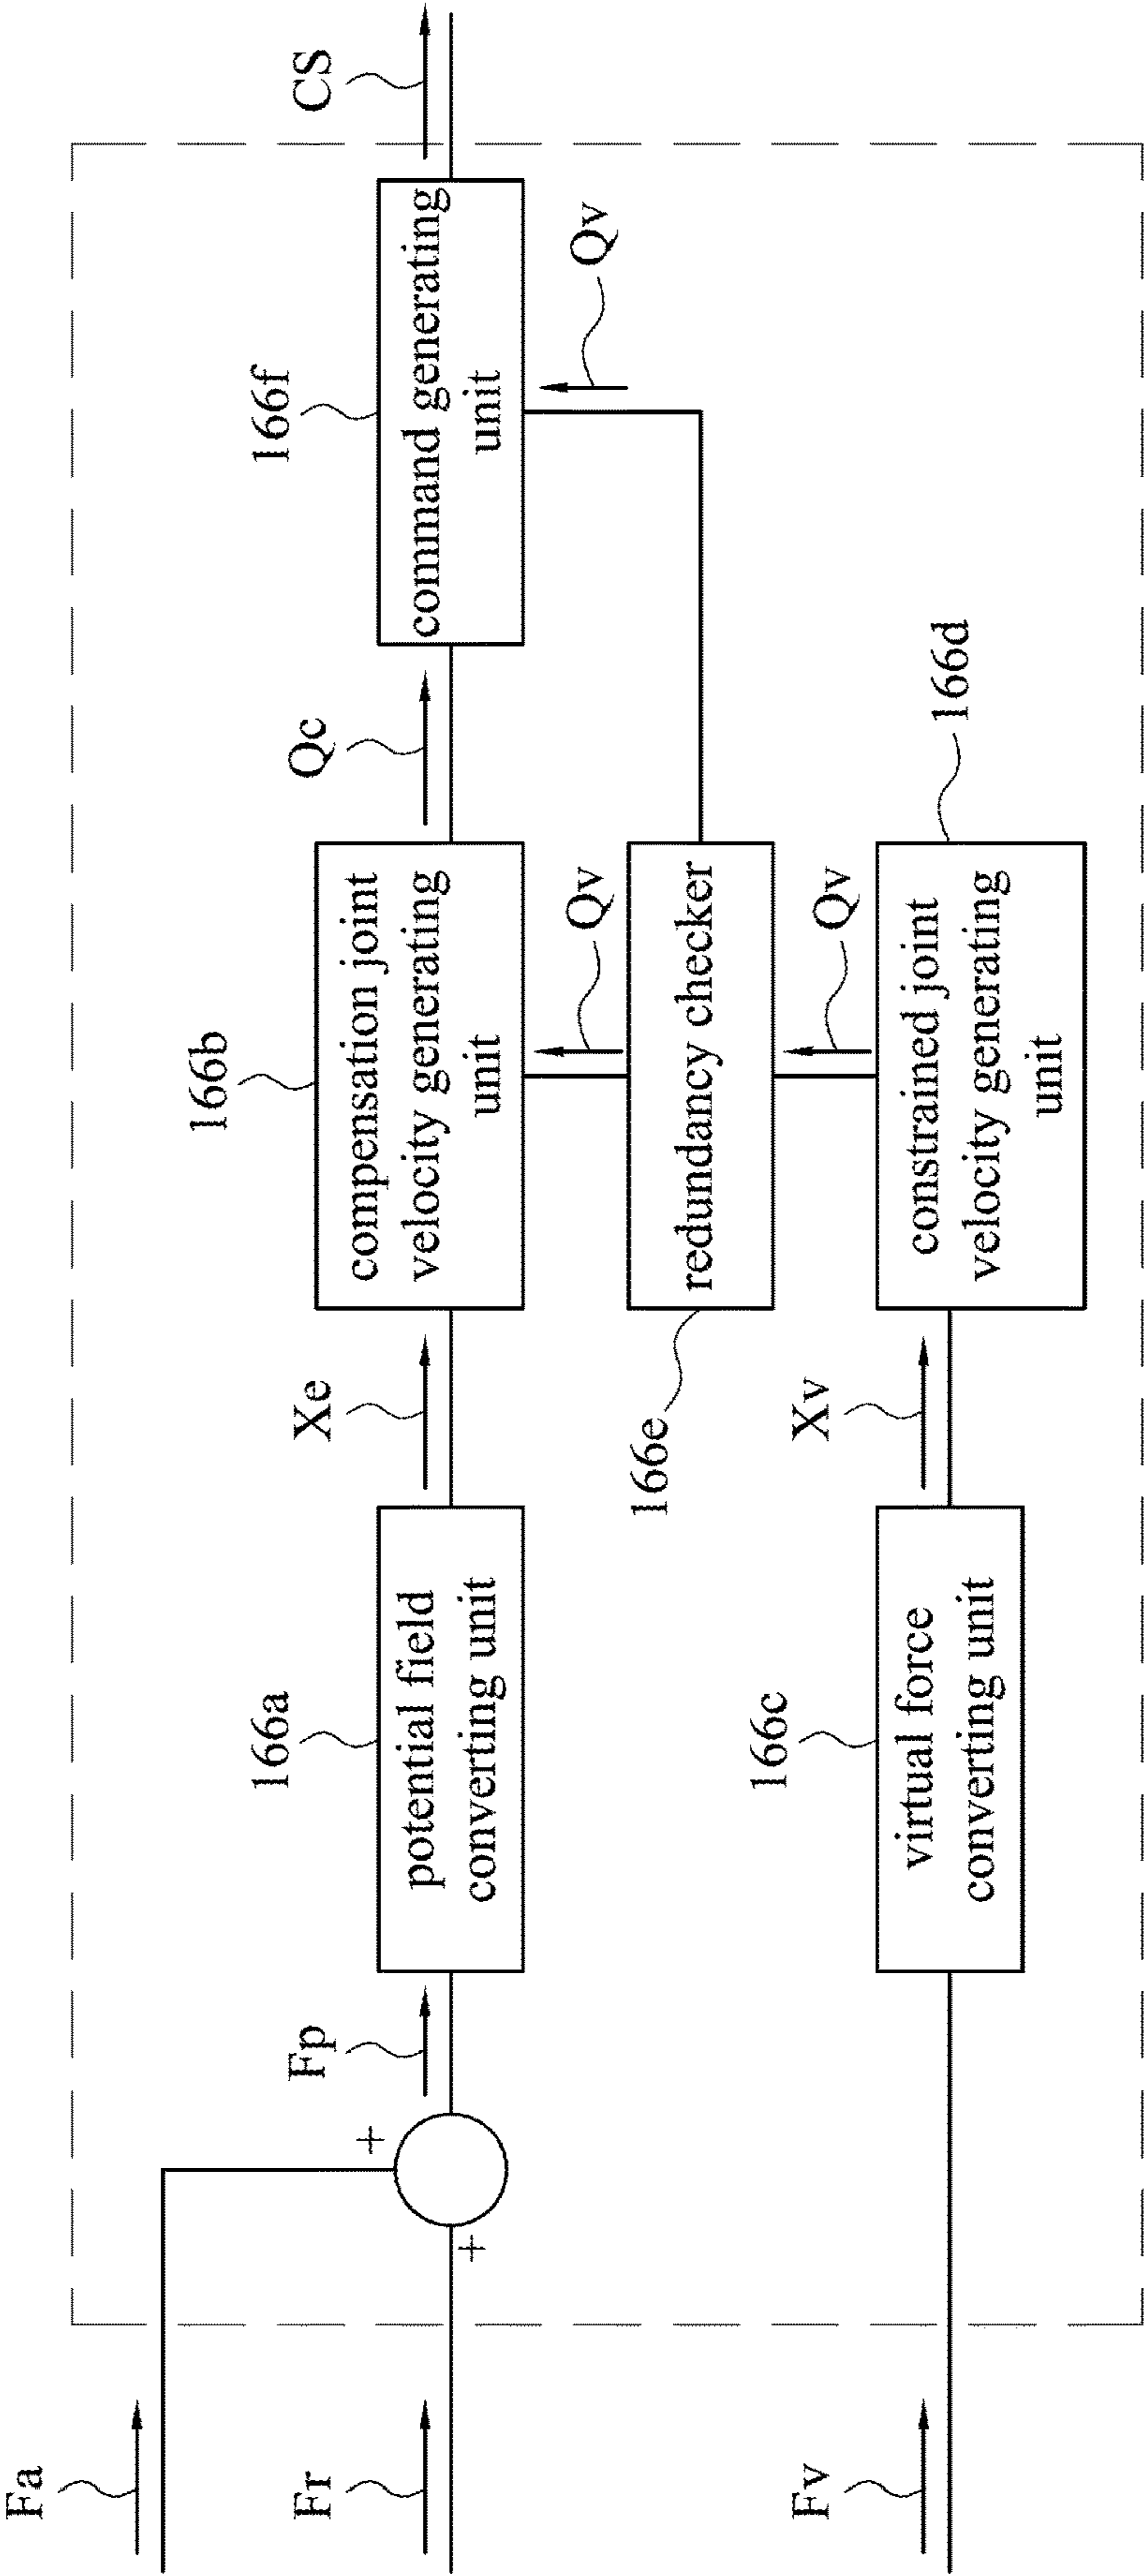 Fa
Fr
Fv
+
+
Fp
166a
potential field
converting unit
Xe
166b
compensation joint
velocity generating
unit
Qc
166f
command generating
unit
CS
Qv
Qv
166e
redundancy checker
Qv
166c
virtual force
converting unit
Xv
constrained joint
velocity generating
unit
166d